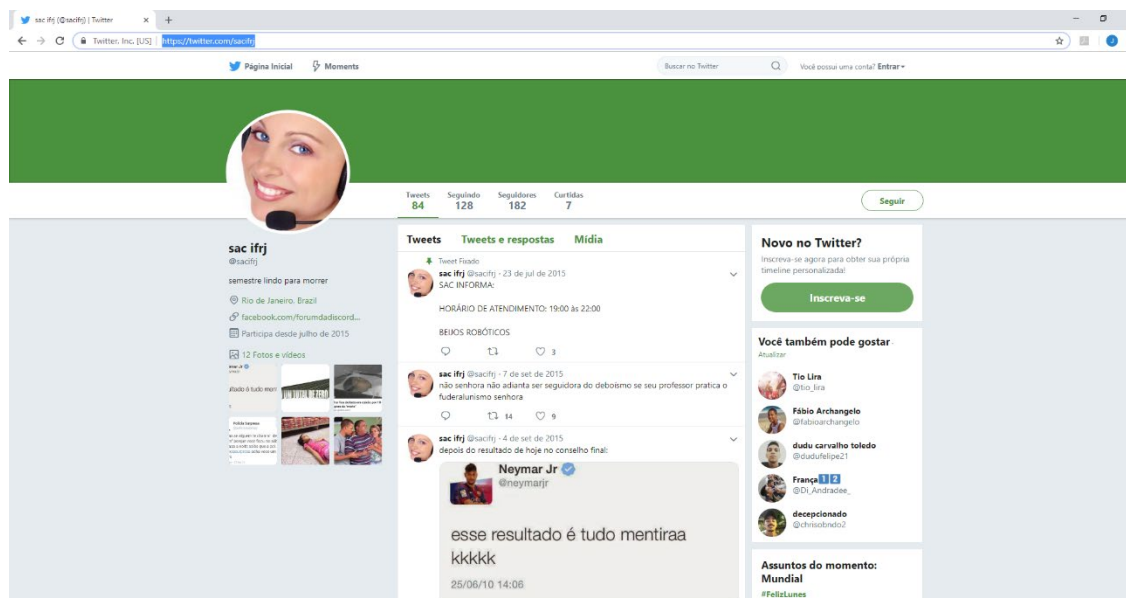 sac ifrj (@sacifrj) | Twitter
Twitter, Inc. [US] | https://twitter.com/sacifrj
Página Inicial Moments
Buscar no Twitter
Você possui uma conta? Entrar
Tweets Seguindo Seguidores Curtidas
84 128 182 7
Seguir
sac ifrj
@sacifrj
semestre lindo para morrer
Rio de Janeiro, Brazil
facebook.com/forumdadiscord...
Participa desde julho de 2015
12 Fotos e vídeos
Tweets Tweets e respostas Mídia
Tweet Fixado
sac ifrj @sacifrj - 23 de jul de 2015
SAC INFORMA:
HORÁRIO DE ATENDIMENTO: 19:00 às 22:00
BEIJOS ROBÓTICOS
3
sac ifrj @sacifrj - 7 de set de 2015
não senhora não adianta ser seguidora do deboismo se seu professor pratica o
fuderalunismo senhora
14 9
sac ifrj @sacifrj - 4 de set de 2015
depois do resultado de hoje no conselho final:
Neymar Jr
@neymarjr
esse resultado é tudo mentiraa
kkkkk
25/06/10 14:06
Novo no Twitter?
Inscreva-se agora para obter sua própria
timeline personalizada!
Inscreva-se
Você também pode gostar
Atualizar
Tio Lira
@tio_lira
Fábio Archangelo
@fabioarchangelo
dudu carvalho toledo
@dudufelipe21
França 1 2
@Di_Andradee_
decepcionado
@chrisobndo2
Assuntos do momento:
Mundial
#FelizLunes